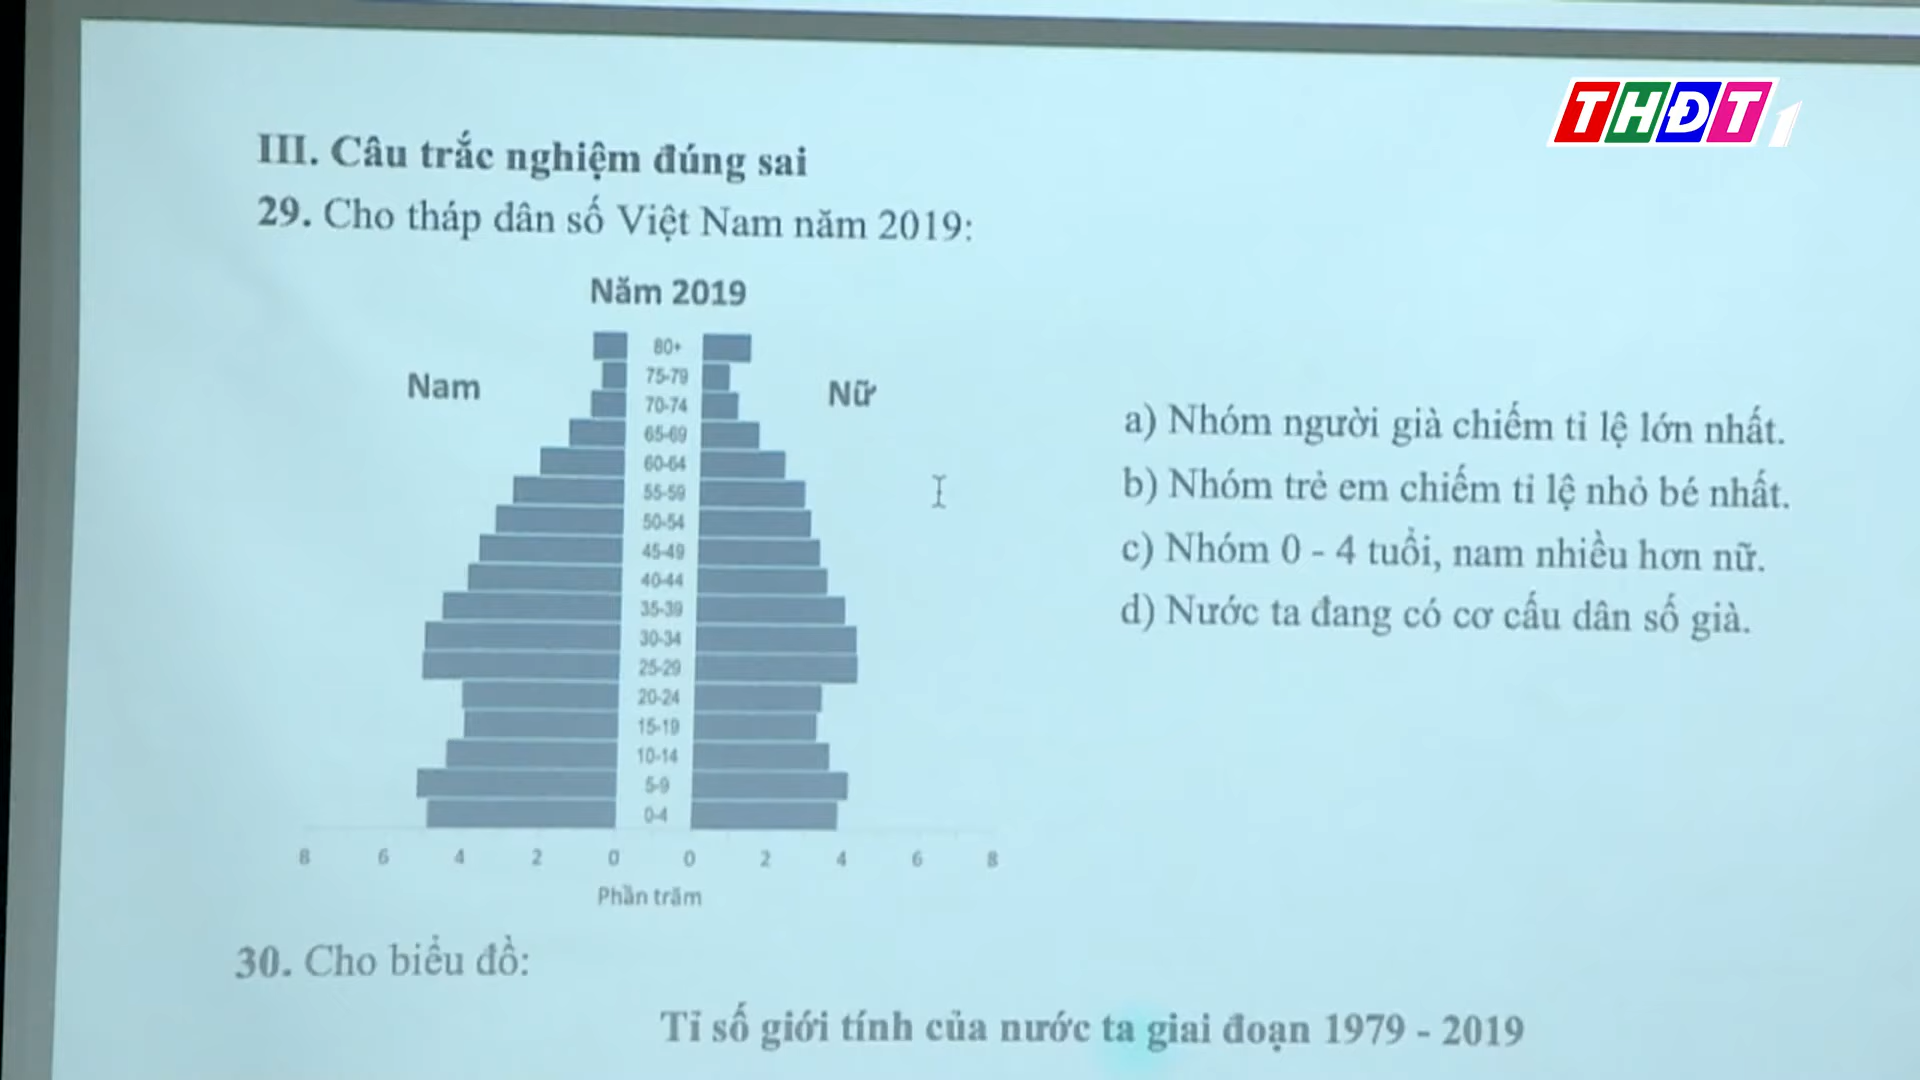 THĐT1
III. Câu trắc nghiệm đúng sai
29. Cho tháp dân số Việt Nam năm 2019:
Năm 2019
Nam
Nữ
80+
75-79
70-74
65-69
60-64
55-59
50-54
45-49
40-44
35-39
30-34
25-29
20-24
15-19
10-14
5-9
0-4
8 6 4 2 0 0 2 4 6 8
Phần trăm
a) Nhóm người già chiếm tỉ lệ lớn nhất.
b) Nhóm trẻ em chiếm tỉ lệ nhỏ bé nhất.
c) Nhóm 0 - 4 tuổi, nam nhiều hơn nữ.
d) Nước ta đang có cơ cấu dân số già.
30. Cho biểu đồ:
Tỉ số giới tính của nước ta giai đoạn 1979 - 2019